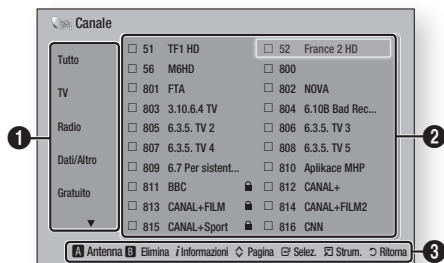 Canale
Tutto
TV
Radio
Dati/Altro
Gratuito
▼
51 TF1 HD
52 France 2 HD
56 M6HD
800
801 FTA
802 NOVA
803 3.10.6.4 TV
804 6.10B Bad Rec...
805 6.3.5. TV 2
806 6.3.5. TV 3
807 6.3.5. TV 4
808 6.3.5. TV 5
809 6.7 Per sistent...
810 Aplikace MHP
811 BBC
812 CANAL+
813 CANAL+FILM
814 CANAL+FILM2
815 CANAL+Sport
816 CNN
A Antenna B Elimina i Informazioni Pagina Selez. Strum. Ritorna
1
2
3